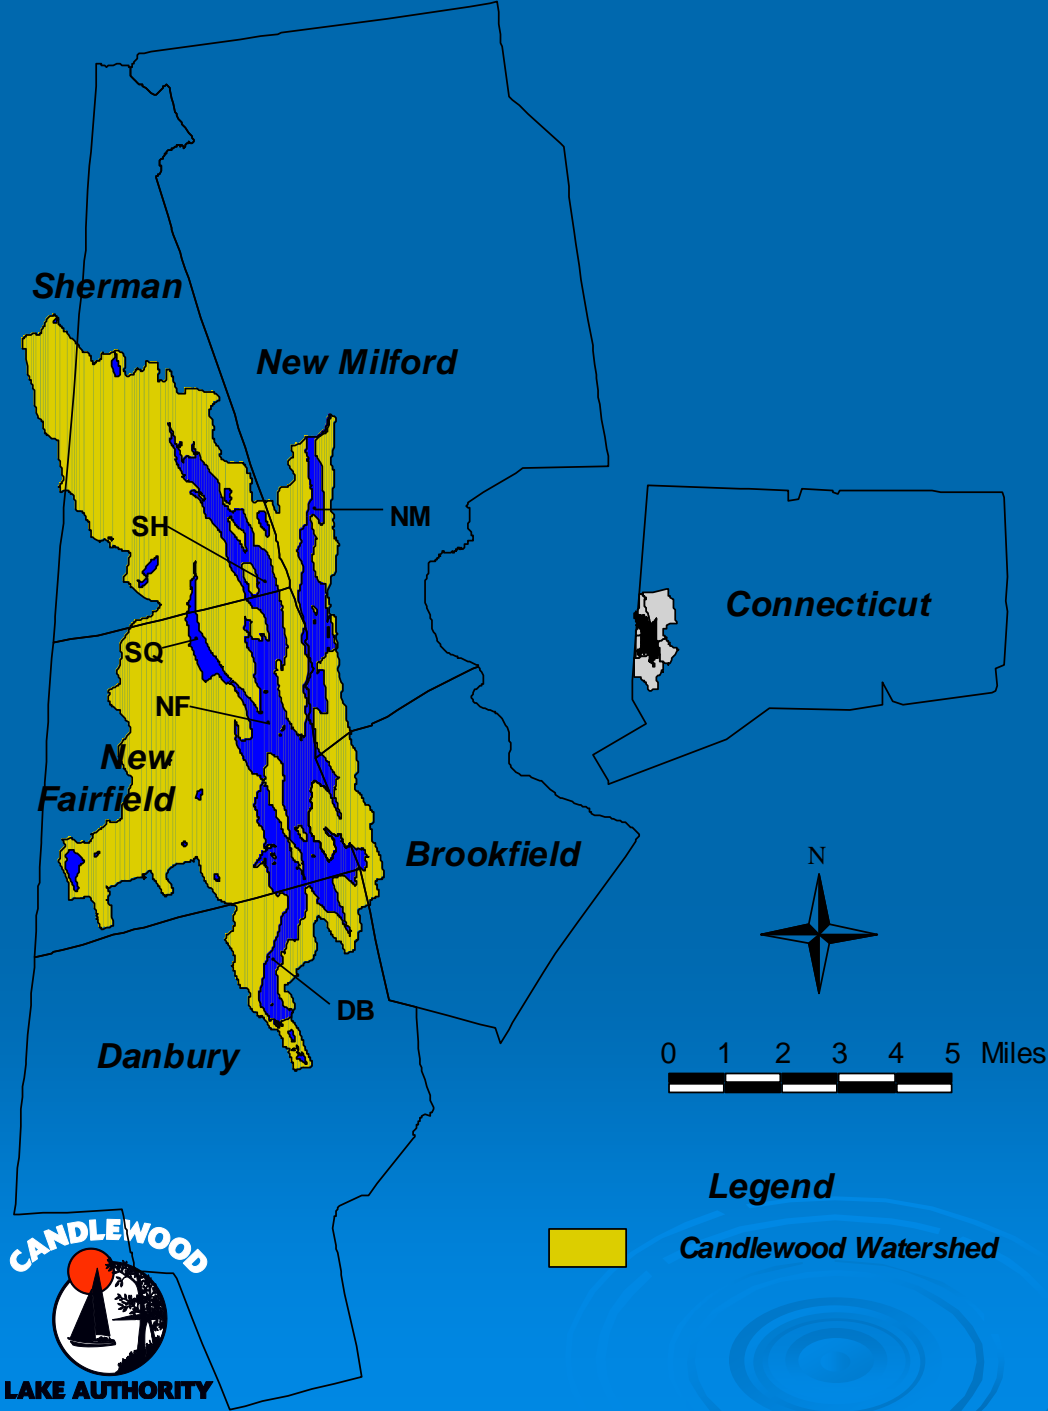 Sherman
New Milford
SH
NM
SQ
NF
New
Fairfield
Connecticut
Brookfield
N
DB
Danbury
0 1 2 3 4 5 Miles
Legend
Candlewood Watershed
CANDLEWOOD
LAKE AUTHORITY